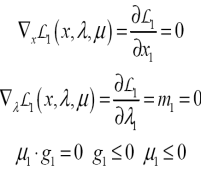 ∇ₓℒ₁(x, λ, μ) = ∂ℒ₁/∂x₁ = 0
∇_λℒ₁(x, λ, μ) = ∂ℒ₁/∂λ₁ = m₁ = 0
μ₁ · g₁ = 0 g₁ ≤ 0 μ₁ ≤ 0